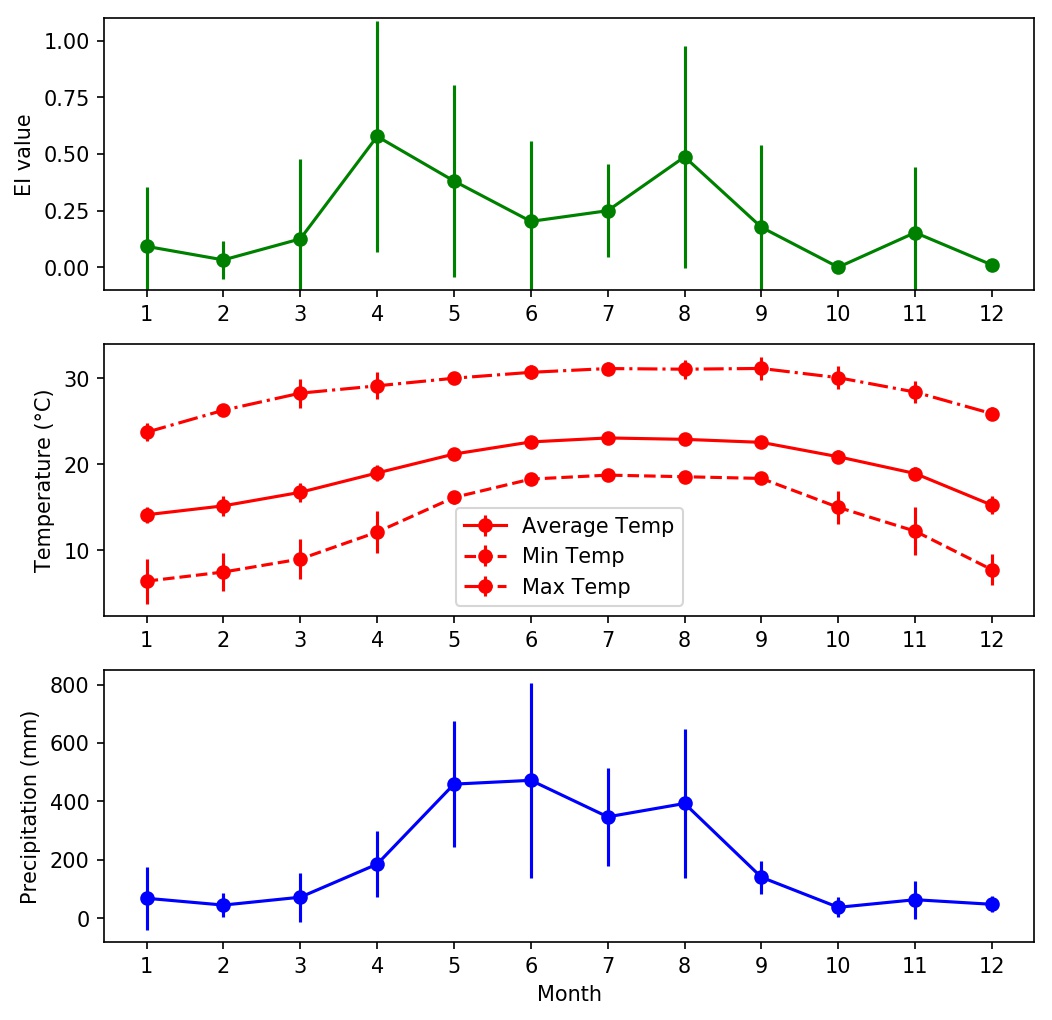 EI value
1.00
0.75
0.50
0.25
0.00
1 2 3 4 5 6 7 8 9 10 11 12
Temperature (°C)
30
20
10
Average Temp
Min Temp
Max Temp
1 2 3 4 5 6 7 8 9 10 11 12
Precipitation (mm)
800
600
400
200
0
1 2 3 4 5 6 7 8 9 10 11 12
Month